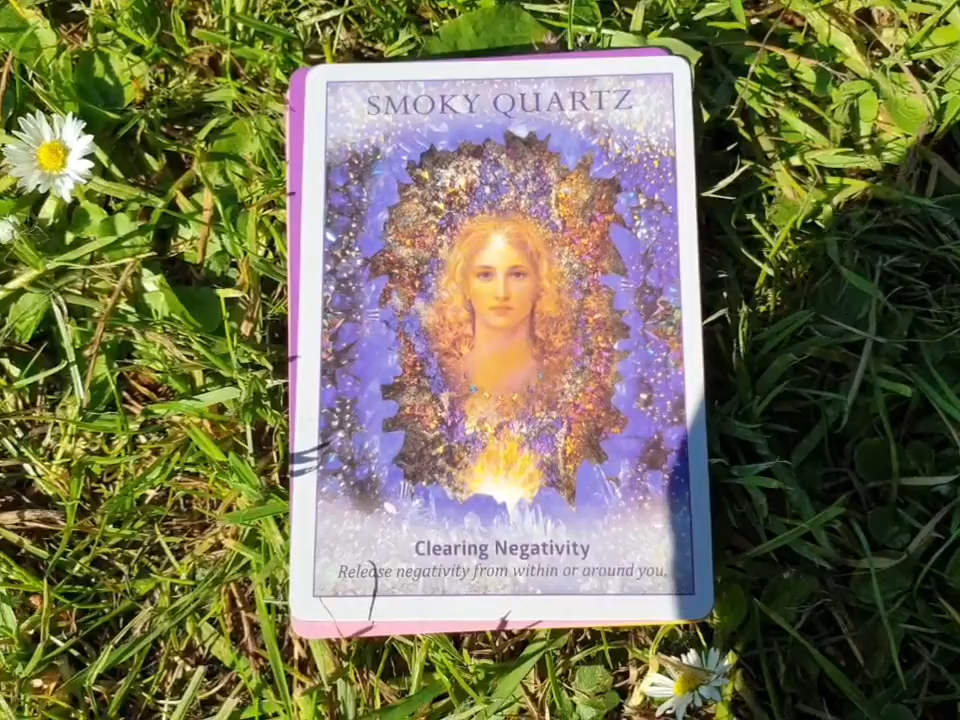 SMOKY QUARTZ
Clearing Negativity
Release negativity from within or around you.